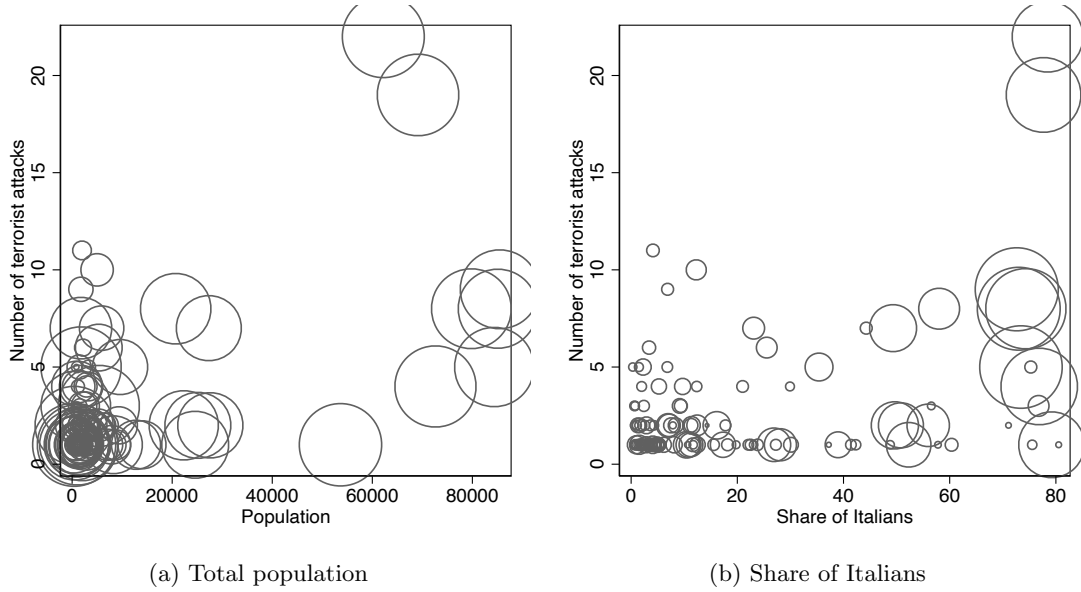 Number of terrorist attacks
20
15
10
5
0
0 20000 40000 60000 80000
Population
(a) Total population
Number of terrorist attacks
20
15
10
5
0
0 20 40 60 80
Share of Italians
(b) Share of Italians